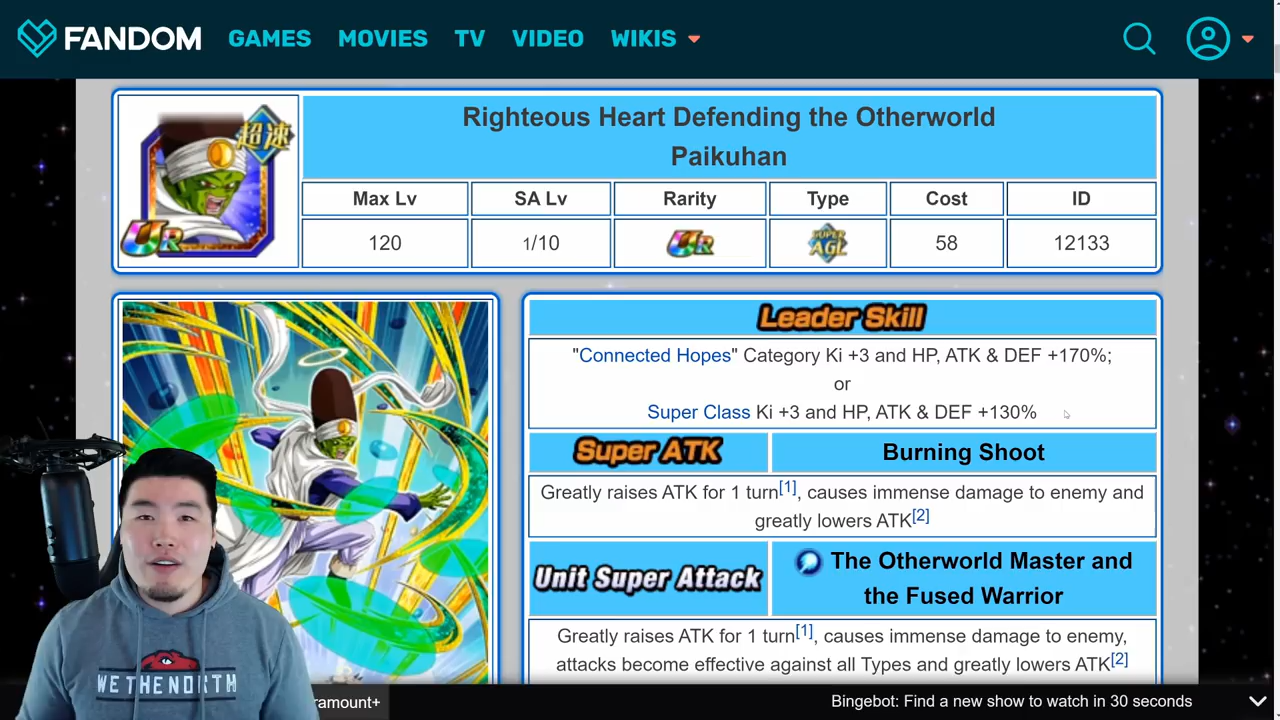 FANDOM GAMES MOVIES TV VIDEO WIKIS
超速
UR
Righteous Heart Defending the Otherworld
Paikuhan
Max Lv SA Lv Rarity Type Cost ID
120 1/10 UR SUPER AGL 58 12133
Leader Skill
"Connected Hopes" Category Ki +3 and HP, ATK & DEF +170%;
or
Super Class Ki +3 and HP, ATK & DEF +130%
Super ATK Burning Shoot
Greatly raises ATK for 1 turn[1], causes immense damage to enemy and
greatly lowers ATK[2]
Unit Super Attack The Otherworld Master and
the Fused Warrior
Greatly raises ATK for 1 turn[1], causes immense damage to enemy,
attacks become effective against all Types and greatly lowers ATK[2]
WE THE NORTH
ramount+ Bingebot: Find a new show to watch in 30 seconds